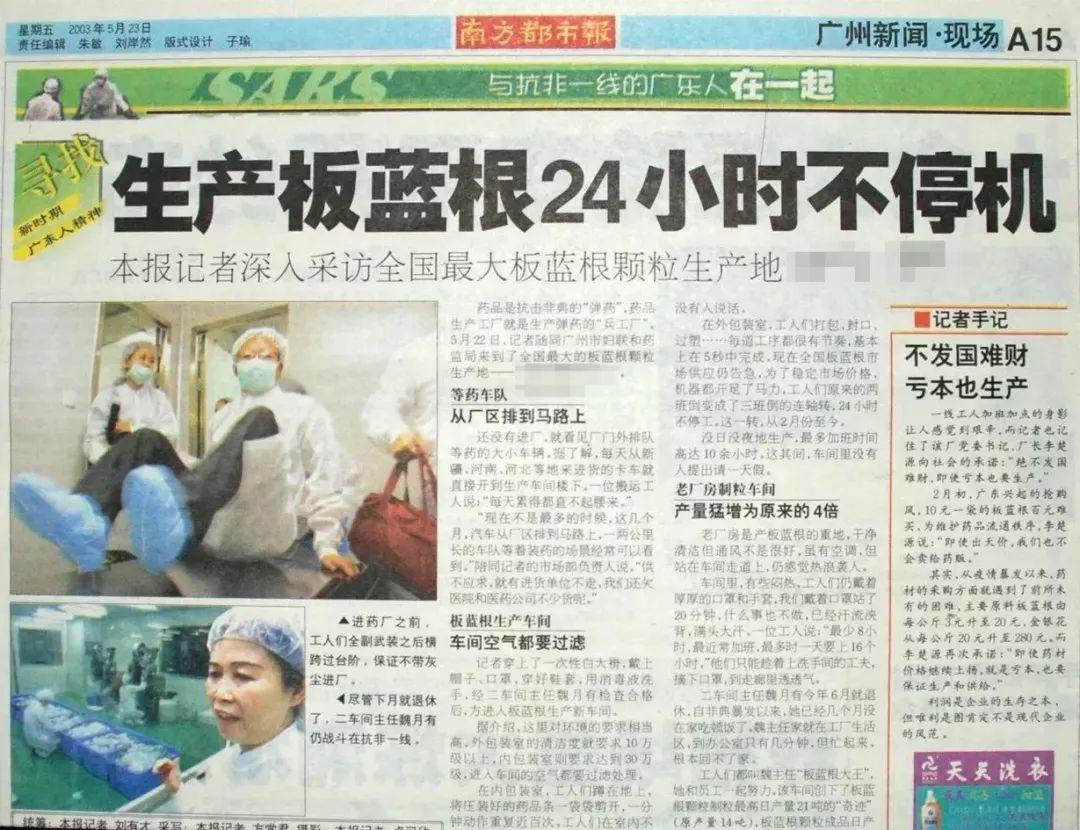 星期五 2003年5月23日
责任编辑 朱敏 刘岸然 版式设计 子瑜
南方都市報
广州新闻·现场 A15
SARS
与抗非一线的广东人在一起
寻找
新时期
广东人精神
生产板蓝根24小时不停机
本报记者深入采访全国最大板蓝根颗粒生产地
▲进药厂之前，
工人们全副武装之后横
跨过台阶，保证不带灰
尘进厂。
◀尽管下月就退休
了，二车间主任魏月有
仍战斗在抗非一线。
药品是抗击非典的“弹药”，药品
生产工厂就是生产弹药的“兵工厂”。
5月22日，记者随同广州市妇联和药
监局来到了全国最大的板蓝根颗粒
生产地——
等药车队
从厂区排到马路上
还没有进厂，就看见厂门外排队
等药的大小车辆，据了解，每天从新
疆、河南、河北等地来进货的卡车就
直接开到生产车间楼下。一位搬运工
人说：“每天累得都直不起腰来。”
“现在不是最多的时候，这几个
月，汽车从厂区排到马路上，一两公里
长的车队等着装药的场景经常可以看
到。”陪同记者的市场部负责人说，“供
不应求，就有进货单位不走，我们还欠
医院和医药公司不少货呢。”
板蓝根生产车间
车间空气都要过滤
记者穿上了一次性白大褂，戴上
帽子、口罩，穿好鞋套，用消毒液洗
手，经二车间主任魏月有检查合格
后，方进入板蓝根生产新车间。
据介绍，这里对环境的要求相当
高，外包装室的清洁度就要求10万
级以上，内包装室则要求达到30万
级，进入车间的空气都要过滤处理。
在内包装室，工人们蹲在地上，
将压装好的药品条一袋袋剪开，一分
钟动作重复近百次，工人们在室内不
没有人说话。
在外包装室，工人们打包，封口，
过塑……每道工序都很有节奏，基本
上在5秒中完成，现在全国板蓝根市
场供应仍告急，为了稳定市场价格，
机器都开足了马力，工人们原来的两
班倒变成了三班倒的连轴转，24小时
不停工，这一转，从2月份至今。
没日没夜地生产，最多加班时间
高达10余小时，这其间，车间里没有
人提出请一天假。
老厂房制粒车间
产量猛增为原来的4倍
老厂房是产板蓝根的重地，干净
清洁但通风不是很好，虽有空调，但
站在车间走道上，仍感觉热浪袭人。
车间里，有些闷热，工人们仍戴着
厚厚的口罩和手套，我们戴着口罩站了
20分钟，什么事也不做，已经汗流浃
背，满头大汗。一位工人说：“最少8小
时，最近常加班，最多时一天要上16个
小时。”他们只能趁着上洗手间的工夫，
摘下口罩，到走廊里透透气。
二车间主任魏月有今年6月就退
休，自非典暴发以来，她已经几个月没
在家吃顿饭了，魏主任家就在工厂生活
区，到办公室只有几分钟，但忙起来，
根本回不了家。
工人们都叫魏主任“板蓝根大王”，
她和员工一起努力，该车间创下了板蓝
根颗粒制粒最高日产量21吨的“奇迹”
（原产量14吨），板蓝根颗粒成品日产
■记者手记
不发国难财
亏本也生产
一线工人加班加点的身影
让人感觉到艰辛，而记者也记
住了该厂党委书记、厂长李楚
源向社会的承诺：“绝不发国
难财，即使亏本也要生产。”
2月初，广东兴起的抢购
风，10元一袋的板蓝根百元难
买，为维护药品流通秩序，李楚
源说：“即使出天价，我们也不
会卖给药贩。”
其实，从疫情暴发以来，药
材的采购方面就遇到了前所未
有的困难，主要原料板蓝根由
每公斤3元升至20元，金银花
从每公斤20元升至280元，而
李楚源再次承诺：“即使药材
价格继续上扬，就是亏本，也要
保证生产和供给。”
利润是企业的生存之本，
但唯利是图肯定不是现代企业
的风范。
天天洗衣
统筹：本报记者 刘有才 采写：本报记者